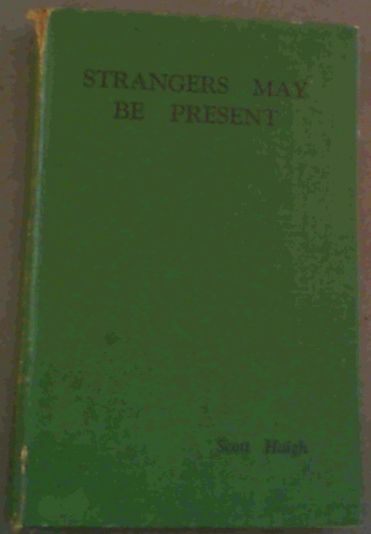 STRANGERS MAY
BE PRESENT
Scott Haigh